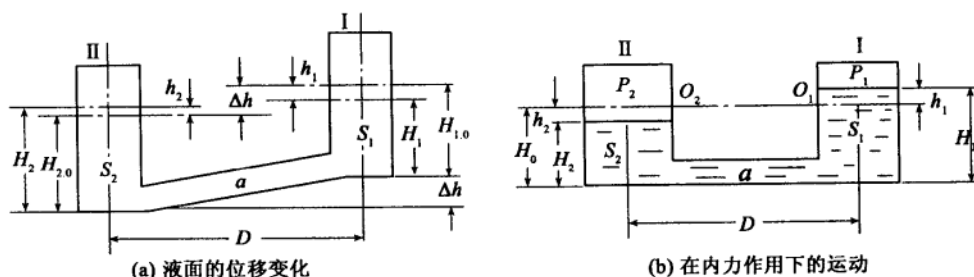 Ⅱ
Ⅰ
h₂
h₁
Δh
H₂
H₂.₀
S₂
a
S₁
H₁
H₁.₀
Δh
D
(a) 液面的位移变化
Ⅱ
Ⅰ
P₂
P₁
O₂
O₁
h₂
h₁
H₀
H₂
S₂
S₁
a
D
(b) 在内力作用下的运动